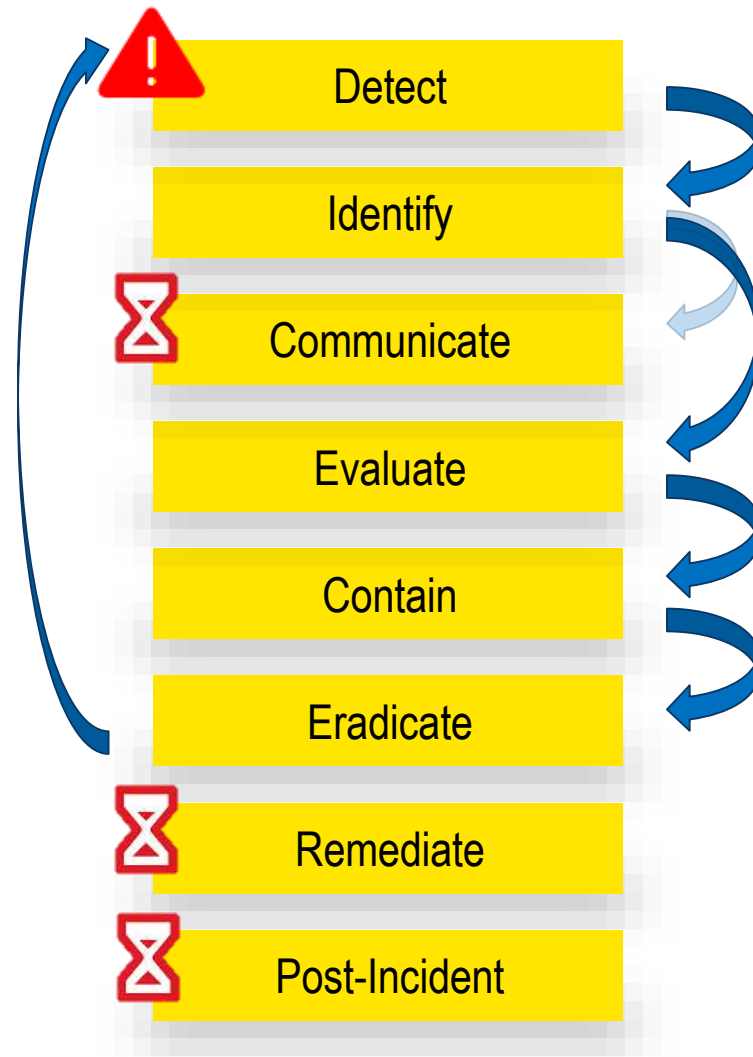 Detect
Identify
Communicate
Evaluate
Contain
Eradicate
Remediate
Post-Incident